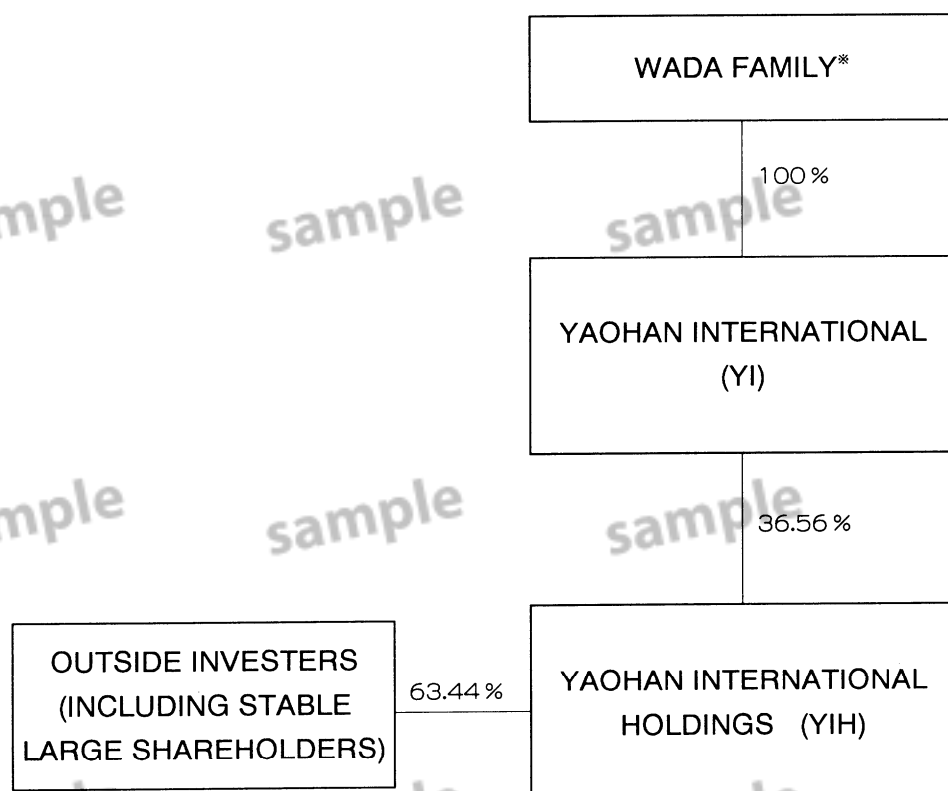 WADA FAMILY※
100%
sample
sample
sample
YAOHAN INTERNATIONAL
(YI)
sample
sample
sample
36.56%
OUTSIDE INVESTERS
(INCLUDING STABLE
LARGE SHAREHOLDERS)
63.44%
YAOHAN INTERNATIONAL
HOLDINGS (YIH)